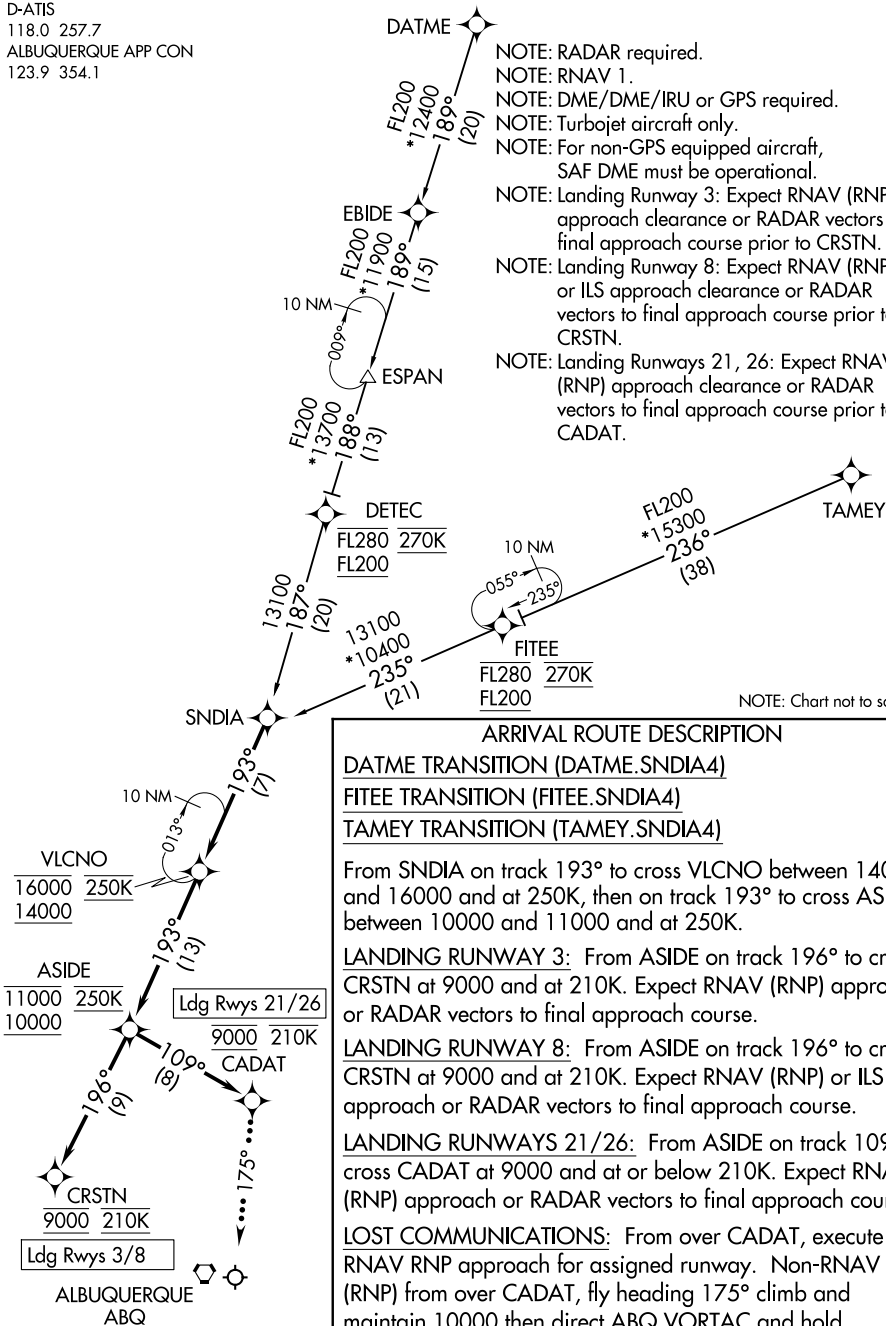 D-ATIS
118.0 257.7
ALBUQUERQUE APP CON
123.9 354.1
DATME
NOTE: RADAR required.
NOTE: RNAV 1.
NOTE: DME/DME/IRU or GPS required.
NOTE: Turbojet aircraft only.
NOTE: For non-GPS equipped aircraft,
SAF DME must be operational.
NOTE: Landing Runway 3: Expect RNAV (RNP
approach clearance or RADAR vectors
final approach course prior to CRSTN.
NOTE: Landing Runway 8: Expect RNAV (RNP
or ILS approach clearance or RADAR
vectors to final approach course prior
CRSTN.
NOTE: Landing Runways 21, 26: Expect RNAV
(RNP) approach clearance or RADAR
vectors to final approach course prior
CADAT.
FL200
*12400
189°
(20)
EBIDE
FL200
*11900
189°
(15)
10 NM
009°
ESPAN
FL200
*13700
188°
(13)
DETEC
FL280 270K
FL200
TAMEY
FL200
*15300
236°
(38)
10 NM
055°
235°
FITEE
FL280 270K
FL200
13100
187°
(20)
13100
*10400
235°
(21)
NOTE: Chart not to
SNDIA
193°
(7)
10 NM
013°
VLCNO
16000 250K
14000
193°
(13)
ASIDE
11000 250K
10000
Ldg Rwys 21/26
9000 210K
CADAT
109°
(8)
196°
(9)
175°
CRSTN
9000 210K
Ldg Rwys 3/8
ALBUQUERQUE
ABQ
ARRIVAL ROUTE DESCRIPTION
DATME TRANSITION (DATME.SNDIA4)
FITEE TRANSITION (FITEE.SNDIA4)
TAMEY TRANSITION (TAMEY.SNDIA4)
From SNDIA on track 193° to cross VLCNO between
and 16000 and at 250K, then on track 193° to cross
between 10000 and 11000 and at 250K.
LANDING RUNWAY 3: From ASIDE on track 196° to
CRSTN at 9000 and at 210K. Expect RNAV (RNP)
or RADAR vectors to final approach course.
LANDING RUNWAY 8: From ASIDE on track 196° to
CRSTN at 9000 and at 210K. Expect RNAV (RNP) or ILS
approach or RADAR vectors to final approach course.
LANDING RUNWAYS 21/26: From ASIDE on track
cross CADAT at 9000 and at or below 210K. Expect
(RNP) approach or RADAR vectors to final approach
LOST COMMUNICATIONS: From over CADAT, execute
RNAV RNP approach for assigned runway. Non-RNAV
(RNP) from over CADAT, fly heading 175° climb and
maintain 10000 then direct ABQ VORTAC and hold